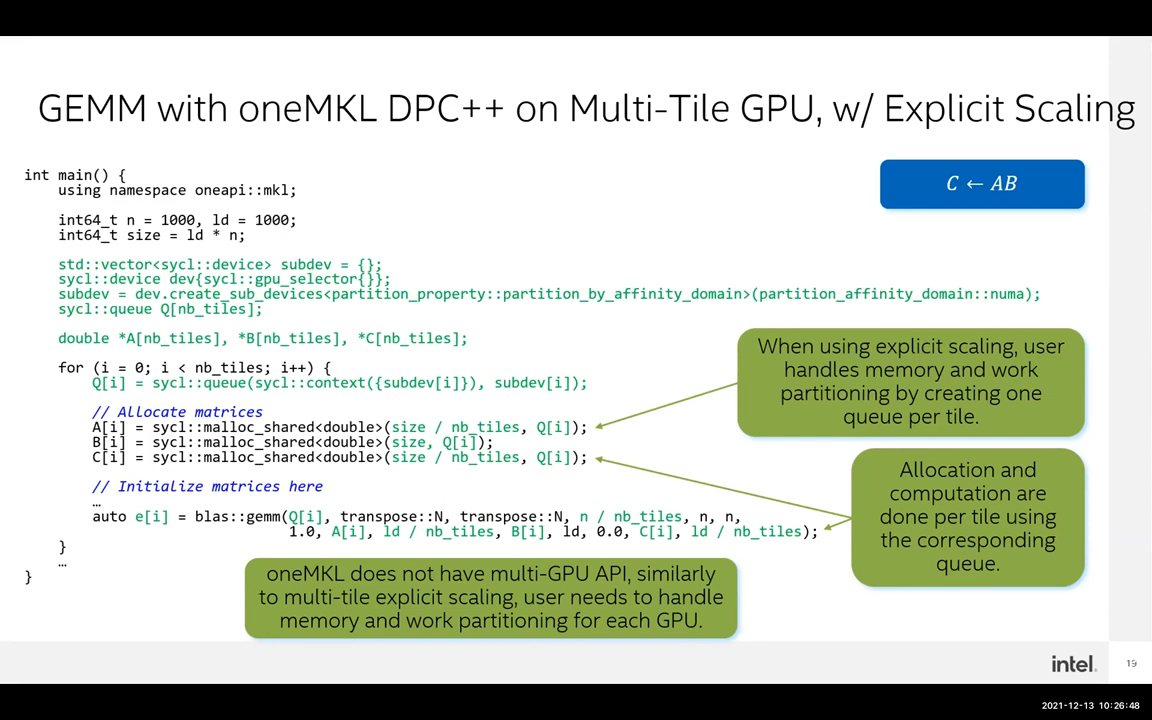 GEMM with oneMKL DPC++ on Multi-Tile GPU, w/ Explicit Scaling
int main() {
using namespace oneapi::mkl;
int64_t n = 1000, ld = 1000;
int64_t size = ld * n;
std::vector<sycl::device> subdev = {};
sycl::device dev{sycl::gpu_selector{}};
subdev = dev.create_sub_devices<partition_property::partition_by_affinity_domain>(partition_affinity_domain::numa);
sycl::queue Q[nb_tiles];
double *A[nb_tiles], *B[nb_tiles], *C[nb_tiles];
for (i = 0; i < nb_tiles; i++) {
Q[i] = sycl::queue(sycl::context({subdev[i]}), subdev[i]);
// Allocate matrices
A[i] = sycl::malloc_shared<double>(size / nb_tiles, Q[i]);
B[i] = sycl::malloc_shared<double>(size, Q[i]);
C[i] = sycl::malloc_shared<double>(size / nb_tiles, Q[i]);
// Initialize matrices here
…
auto e[i] = blas::gemm(Q[i], transpose::N, transpose::N, n / nb_tiles, n, n,
1.0, A[i], ld / nb_tiles, B[i], ld, 0.0, C[i], ld / nb_tiles);
}
…
}
C ← AB
When using explicit scaling, user
handles memory and work
partitioning by creating one
queue per tile.
Allocation and
computation are
done per tile using
the corresponding
queue.
oneMKL does not have multi-GPU API, similarly
to multi-tile explicit scaling, user needs to handle
memory and work partitioning for each GPU.
intel.
19
2021-12-13 10:26:48